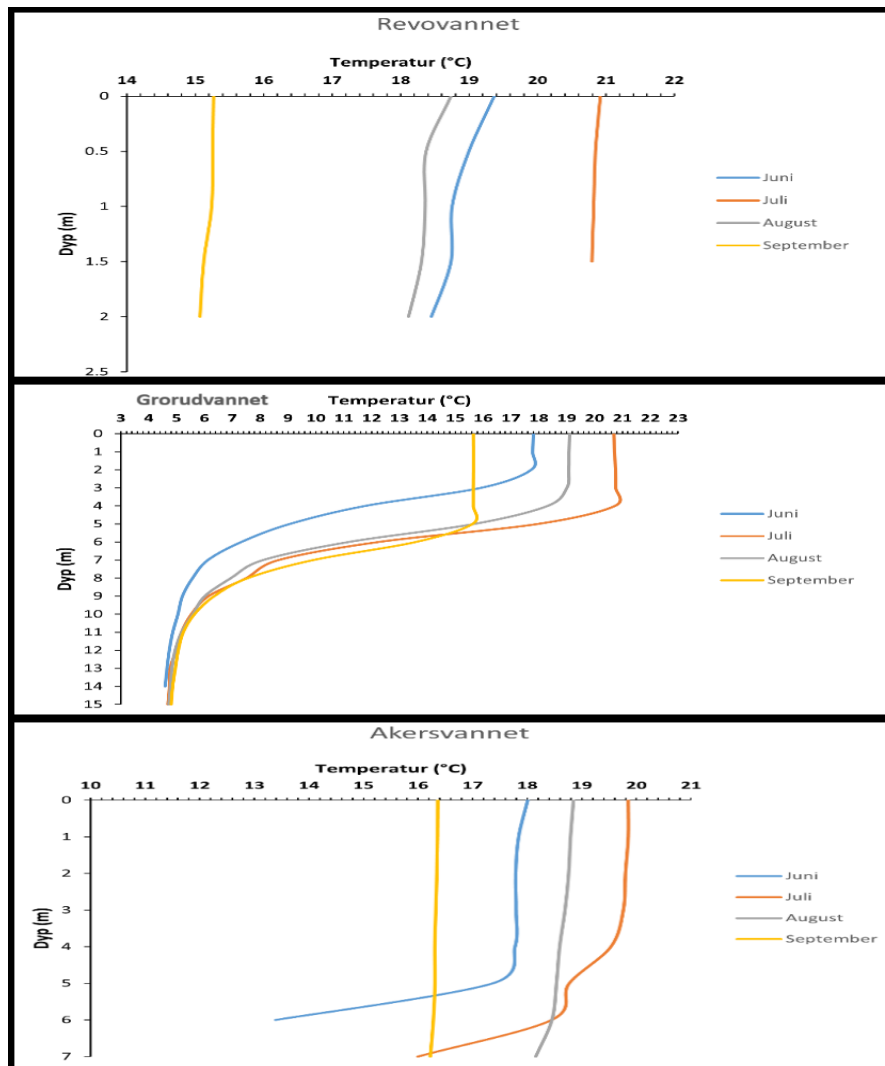 Revovannet
Temperatur (°C)
14 15 16 17 18 19 20 21 22
0
0.5
1
1.5
2
2.5
Dyp (m)
Juni
Juli
August
September
Grorudvannet Temperatur (°C)
3 4 5 6 7 8 9 10 11 12 13 14 15 16 17 18 19 20 21 22 23
0
1
2
3
4
5
6
7
8
9
10
11
12
13
14
15
Dyp (m)
Juni
Juli
August
September
Akersvannet
Temperatur (°C)
10 11 12 13 14 15 16 17 18 19 20 21
0
1
2
3
4
5
6
7
Dyp (m)
Juni
Juli
August
September